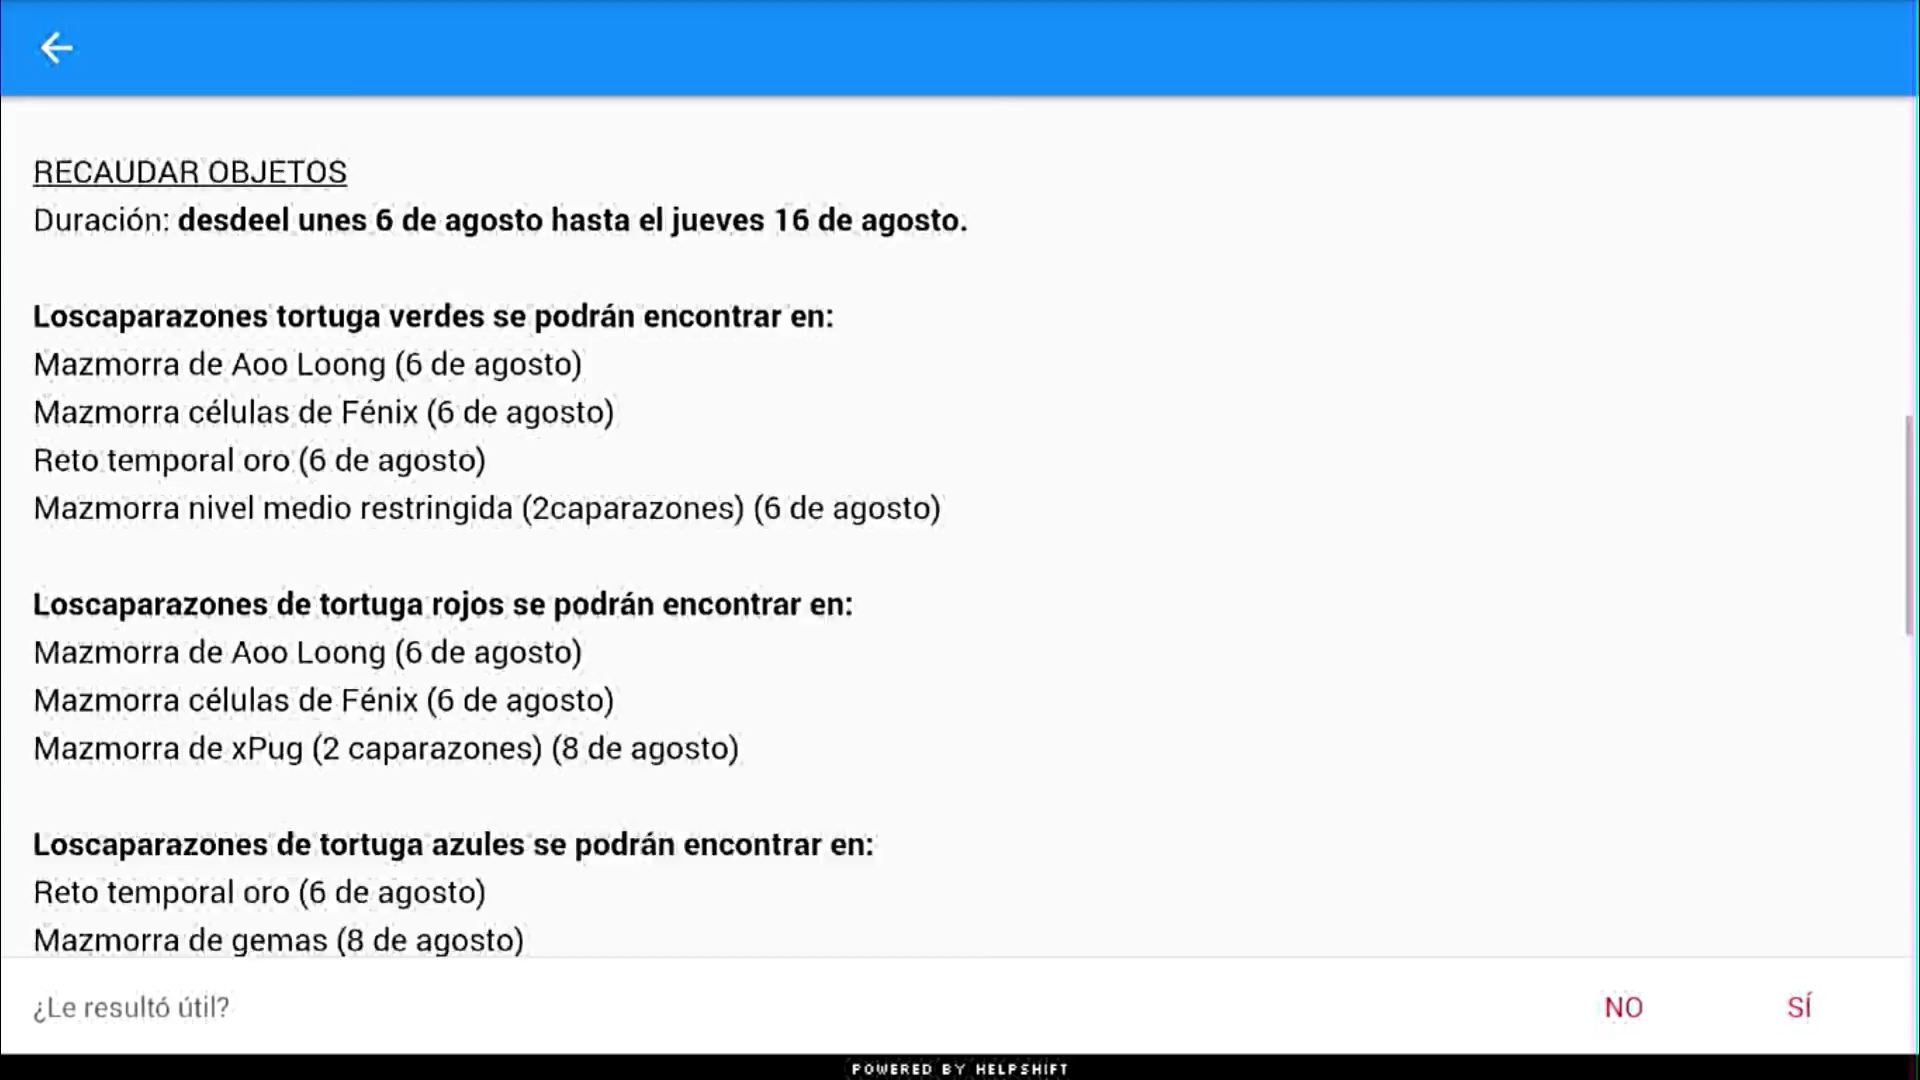 RECAUDAR OBJETOS
Duración: desdeel unes 6 de agosto hasta el jueves 16 de agosto.
Loscaparazones tortuga verdes se podrán encontrar en:
Mazmorra de Aoo Loong (6 de agosto)
Mazmorra células de Fénix (6 de agosto)
Reto temporal oro (6 de agosto)
Mazmorra nivel medio restringida (2caparazones) (6 de agosto)
Loscaparazones de tortuga rojos se podrán encontrar en:
Mazmorra de Aoo Loong (6 de agosto)
Mazmorra células de Fénix (6 de agosto)
Mazmorra de xPug (2 caparazones) (8 de agosto)
Loscaparazones de tortuga azules se podrán encontrar en:
Reto temporal oro (6 de agosto)
Mazmorra de gemas (8 de agosto)
¿Le resultó útil? NO SÍ
POWERED BY HELPSHIFT